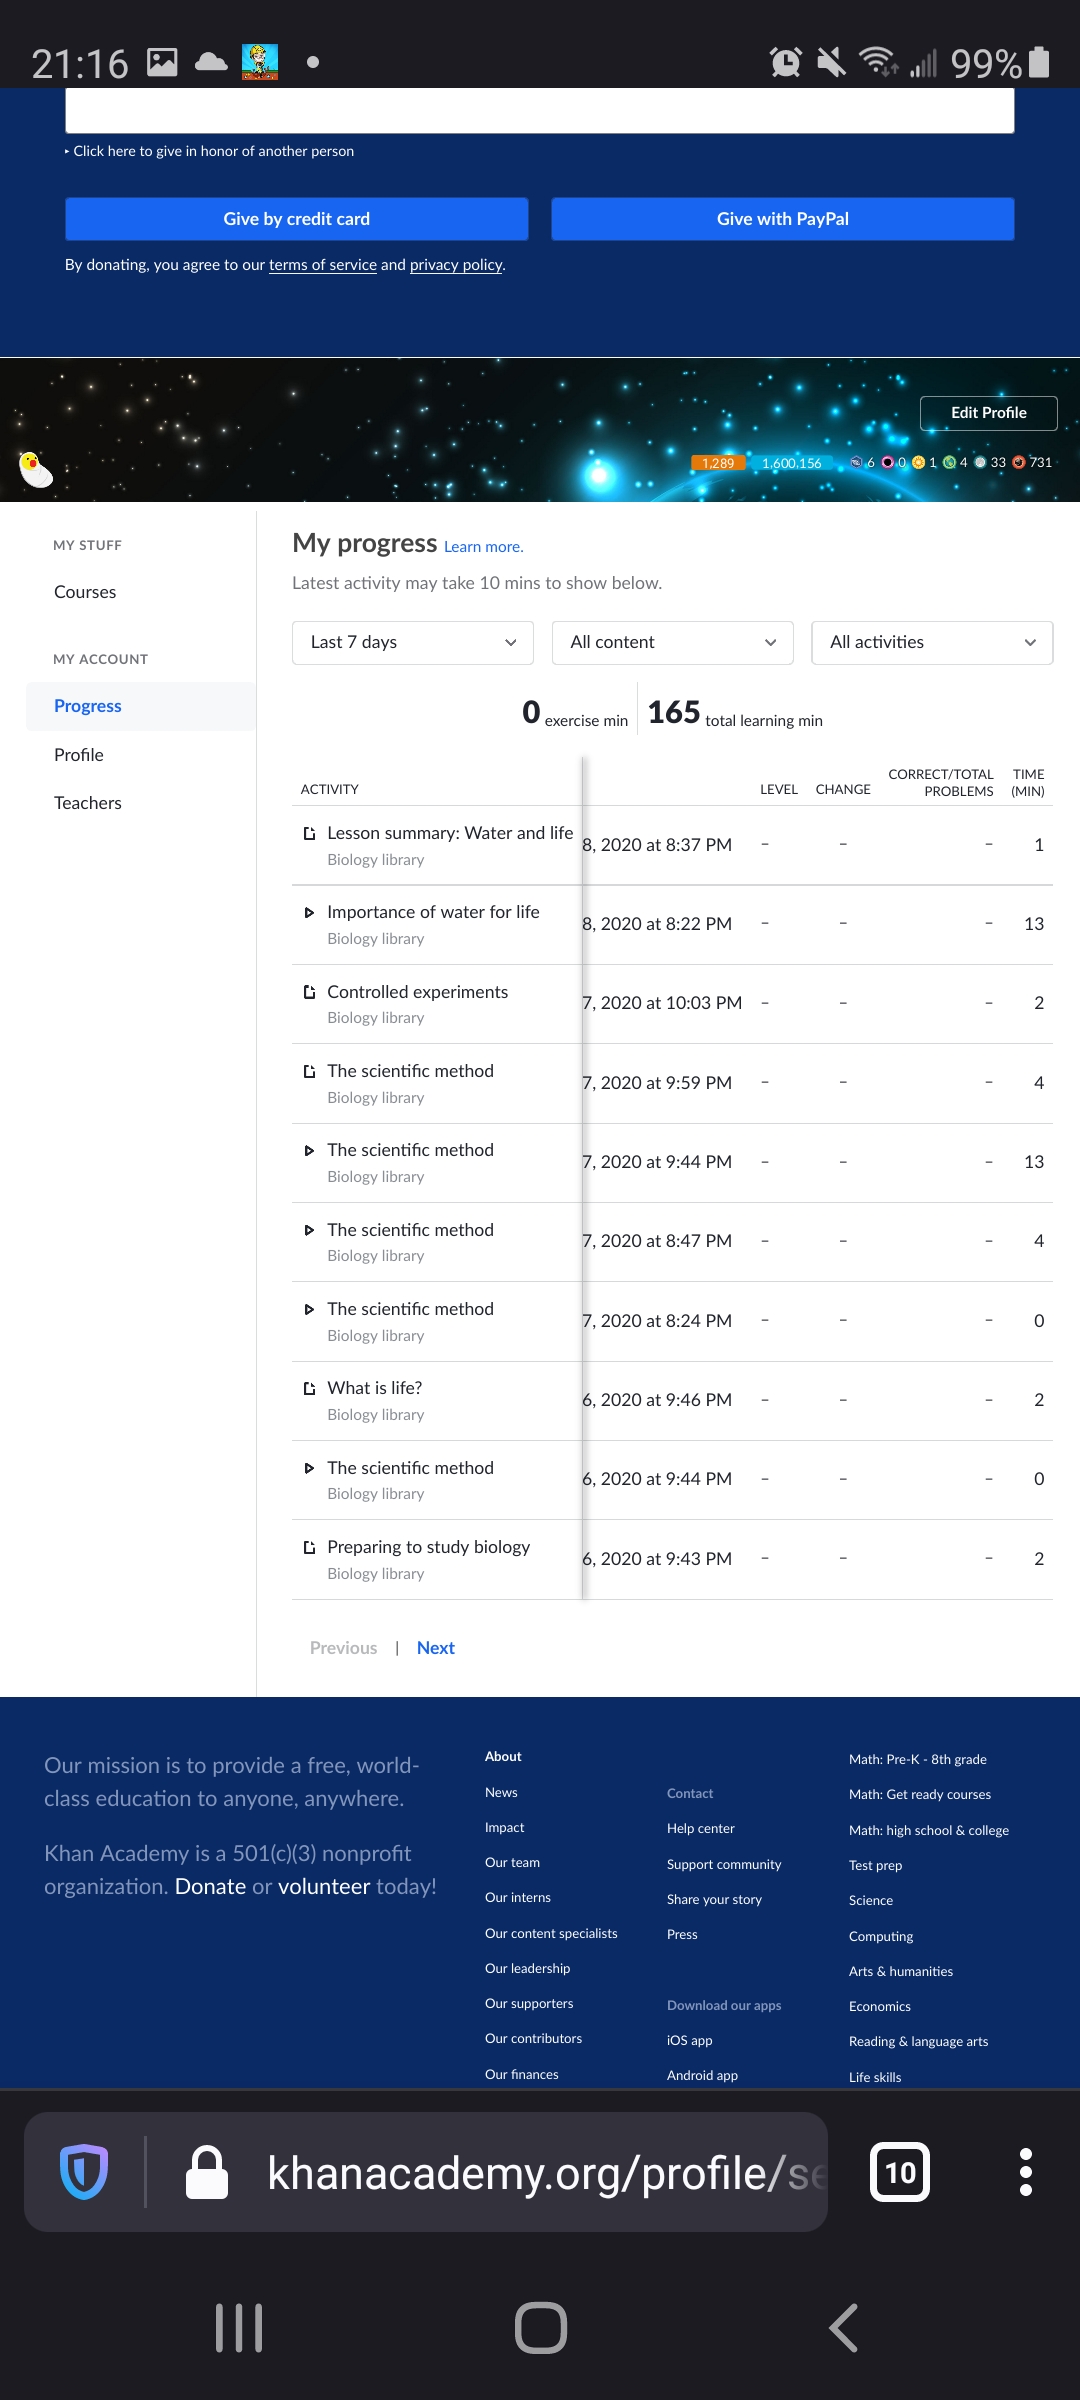 21:16
99%
‣ Click here to give in honor of another person
Give by credit card
Give with PayPal
By donating, you agree to our terms of service and privacy policy.
Edit Profile
1,289 1,600,156 6 0 1 4 33 731
MY STUFF
Courses
MY ACCOUNT
Progress
Profile
Teachers
My progress Learn more.
Latest activity may take 10 mins to show below.
Last 7 days
All content
All activities
0 exercise min 165 total learning min
ACTIVITY LEVEL CHANGE CORRECT/TOTAL PROBLEMS TIME (MIN)
Lesson summary: Water and life 8, 2020 at 8:37 PM – – – 1
Biology library
Importance of water for life 8, 2020 at 8:22 PM – – – 13
Biology library
Controlled experiments 7, 2020 at 10:03 PM – – – 2
Biology library
The scientific method 7, 2020 at 9:59 PM – – – 4
Biology library
The scientific method 7, 2020 at 9:44 PM – – – 13
Biology library
The scientific method 7, 2020 at 8:47 PM – – – 4
Biology library
The scientific method 7, 2020 at 8:24 PM – – – 0
Biology library
What is life? 6, 2020 at 9:46 PM – – – 2
Biology library
The scientific method 6, 2020 at 9:44 PM – – – 0
Biology library
Preparing to study biology 6, 2020 at 9:43 PM – – – 2
Biology library
Previous | Next
Our mission is to provide a free, world-
class education to anyone, anywhere.
Khan Academy is a 501(c)(3) nonprofit
organization. Donate or volunteer today!
About
News
Impact
Our team
Our interns
Our content specialists
Our leadership
Our supporters
Our contributors
Our finances
Contact
Help center
Support community
Share your story
Press
Download our apps
iOS app
Android app
Math: Pre-K - 8th grade
Math: Get ready courses
Math: high school & college
Test prep
Science
Computing
Arts & humanities
Economics
Reading & language arts
Life skills
khanacademy.org/profile/se
10